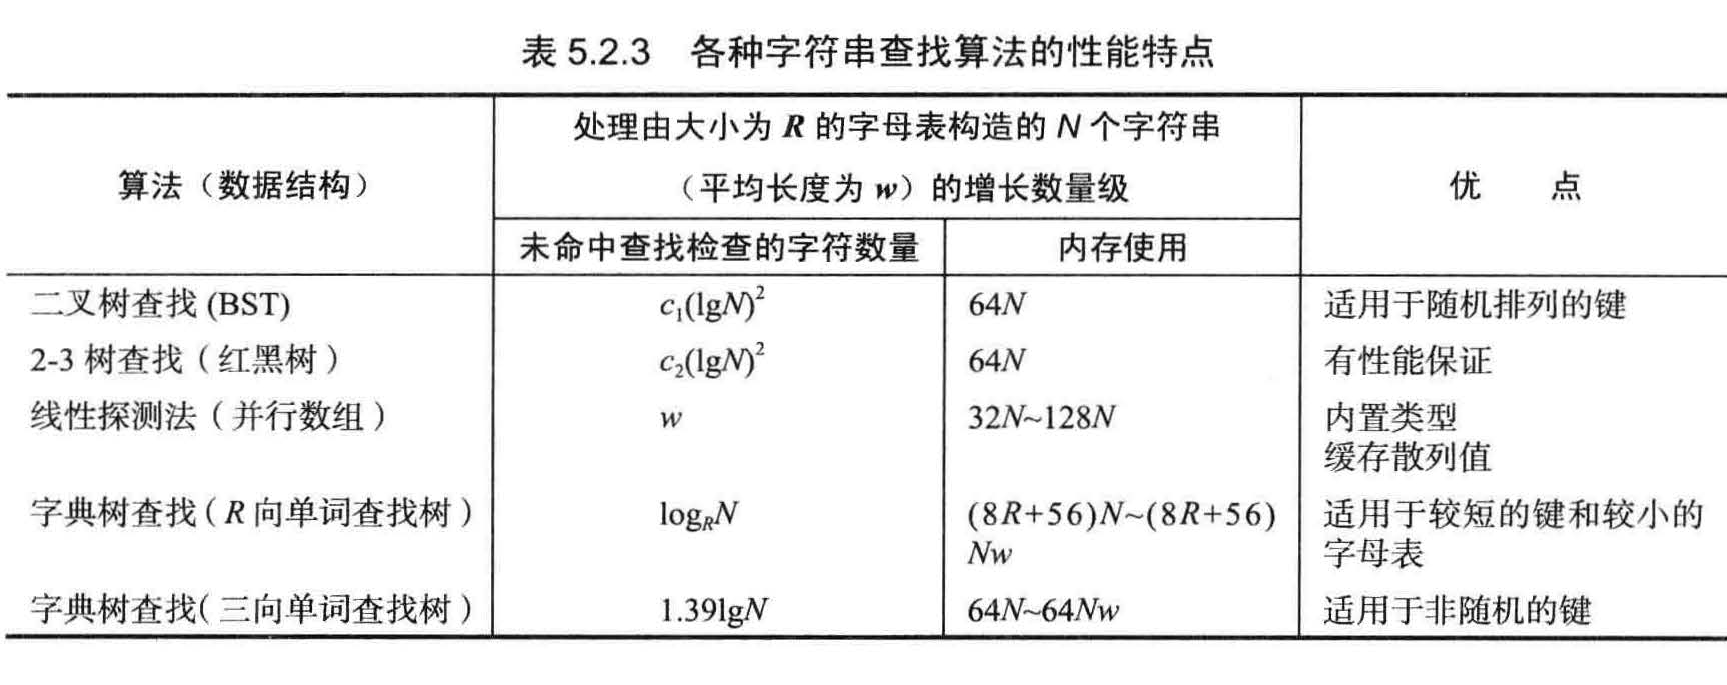 表 5.2.3 各种字符串查找算法的性能特点
算法（数据结构）
处理由大小为 R 的字母表构造的 N 个字符串
（平均长度为 w）的增长数量级
优 点
未命中查找检查的字符数量
内存使用
二叉树查找 (BST)
c₁(lgN)²
64N
适用于随机排列的键
2-3 树查找（红黑树）
c₂(lgN)²
64N
有性能保证
线性探测法（并行数组）
w
32N~128N
内置类型
缓存散列值
字典树查找（R 向单词查找树）
log_R N
(8R+56)N~(8R+56)
Nw
适用于较短的键和较小的
字母表
字典树查找（三向单词查找树）
1.39lgN
64N~64Nw
适用于非随机的键